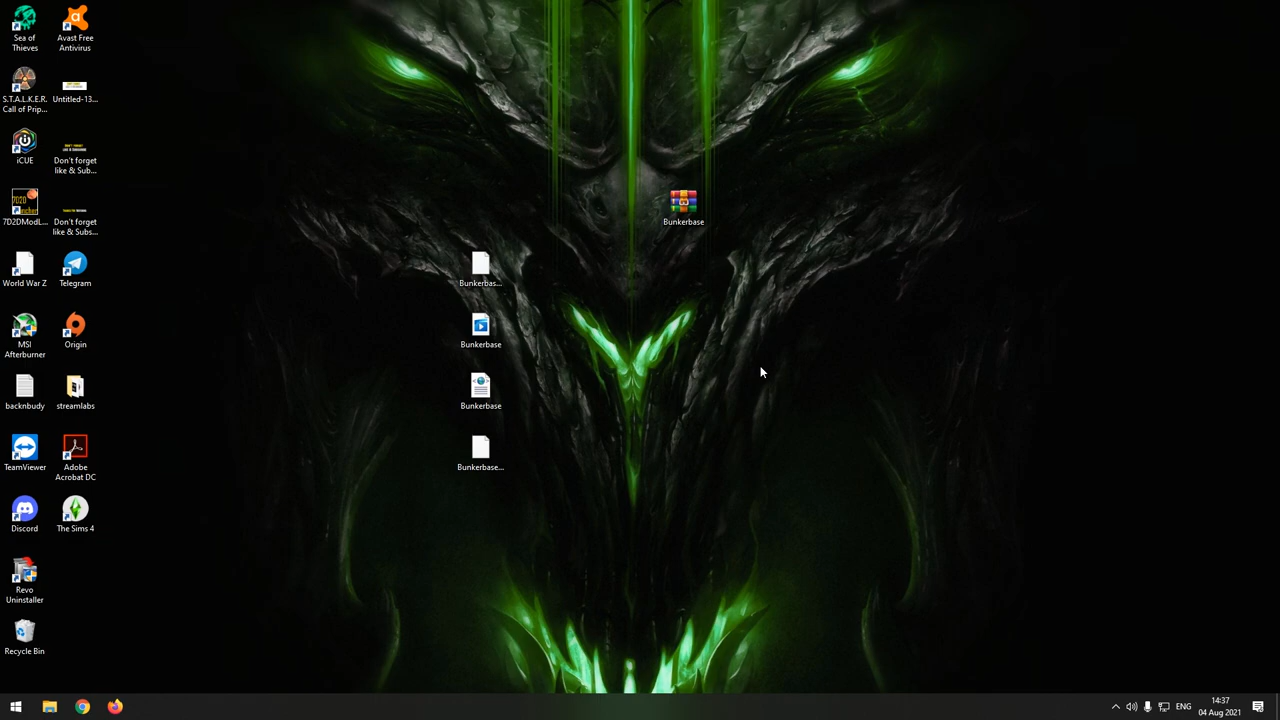 Sea of
Thieves
Avast Free
Antivirus
S.T.A.L.K.E.R.
Call of Prip...
Untitled-13...
iCUE
Don't forget
like & Sub...
7D2DModL...
Don't forget
like & Subs...
World War Z
Telegram
MSI
Afterburner
Origin
backnbudy
streamlabs
TeamViewer
Adobe
Acrobat DC
Discord
The Sims 4
Revo
Uninstaller
Recycle Bin
Bunkerbas...
Bunkerbase
Bunkerbase
Bunkerbase...
Bunkerbase
ENG
14:37
04 Aug 2021